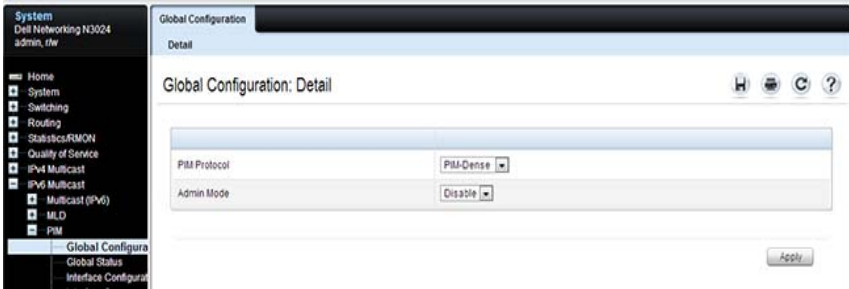 System
Dell Networking N3024
admin, r/w
Home
System
Switching
Routing
Statistics/RMON
Quality of Service
IPv4 Multicast
IPv6 Multicast
Multicast (IPv6)
MLD
PIM
Global Configura
Global Status
Interface Configurat
Global Configuration
Detail
Global Configuration: Detail
H ?
PIM Protocol PIM-Dense
Admin Mode Disable
Apply